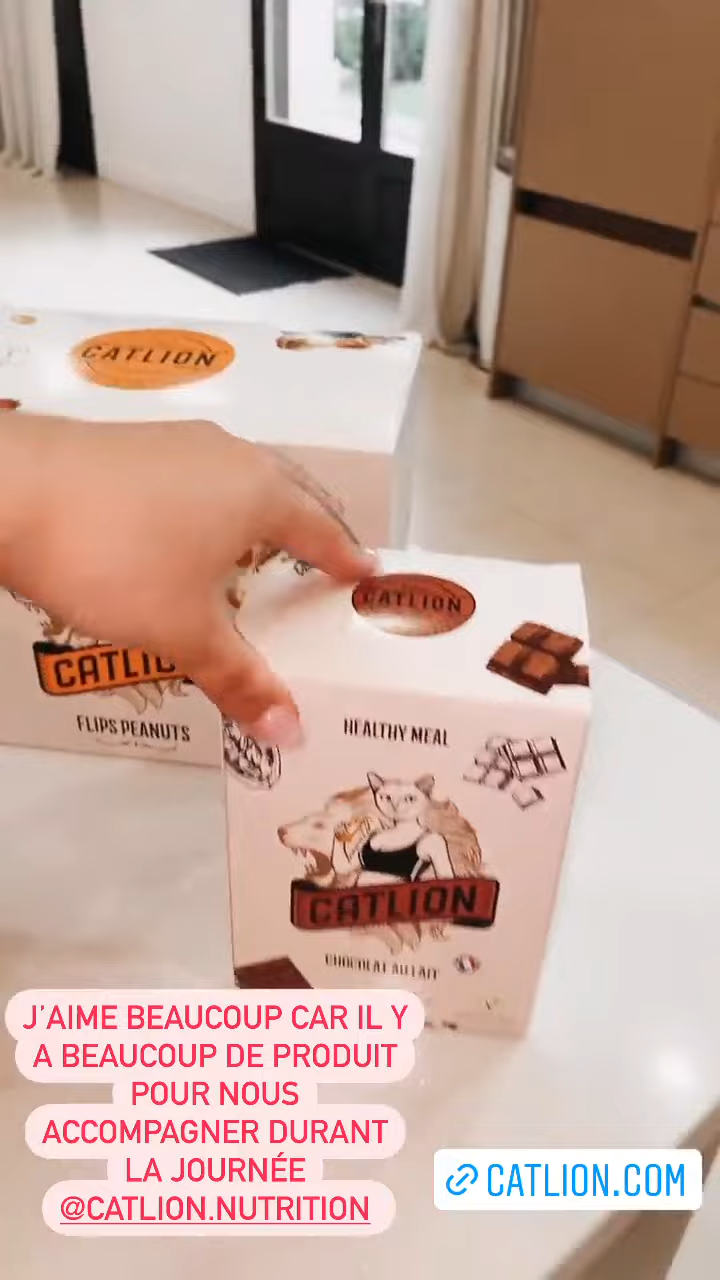 CATLION
CATLION
CATLIO
FLIPS PEANUTS
HEALTHY MEAL
CATLION
CHOCOLAT AU LAIT
J'AIME BEAUCOUP CAR IL Y
A BEAUCOUP DE PRODUIT
POUR NOUS
ACCOMPAGNER DURANT
LA JOURNÉE
@CATLION.NUTRITION
CATLION.COM